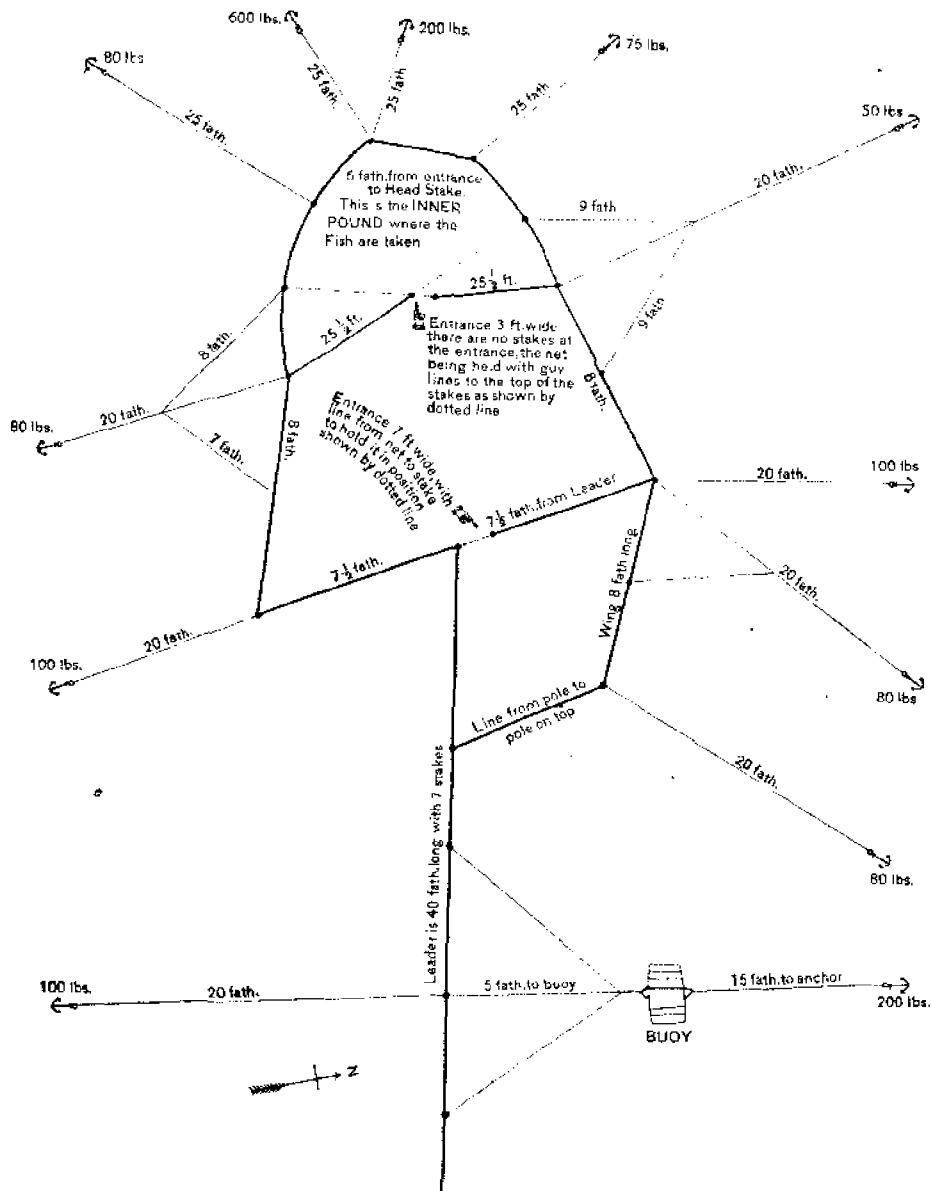 600 lbs.
200 lbs.
75 lbs.
80 lbs
50 lbs
25 fath.
25 fath
25 fath
25 fath.
20 fath.
6 fath. from entrance
to Head Stake.
This is the INNER
POUND where the
Fish are taken
9 fath
9 fath
25 1/2 ft.
25 1/2 ft.
Entrance 3 ft. wide
there are no stakes at
the entrance, the net
being held with guy
lines to the top of the
stakes as shown by
dotted line
8 fath.
8 fath.
20 fath.
80 lbs.
7 fath.
8 fath.
Entrance 7 ft wide with
line from net to stake
to hold it in position
shown by dotted line
100 lbs
20 fath.
7 1/2 fath. from Leader
7 1/2 fath.
20 fath.
100 lbs.
Wing 8 fath long
20 fath.
80 lbs
Line from pole to
pole on top
20 fath.
80 lbs.
Leader is 40 fath. long with 7 stakes
100 lbs.
20 fath.
5 fath. to buoy
15 fath. to anchor
200 lbs.
BUOY
N